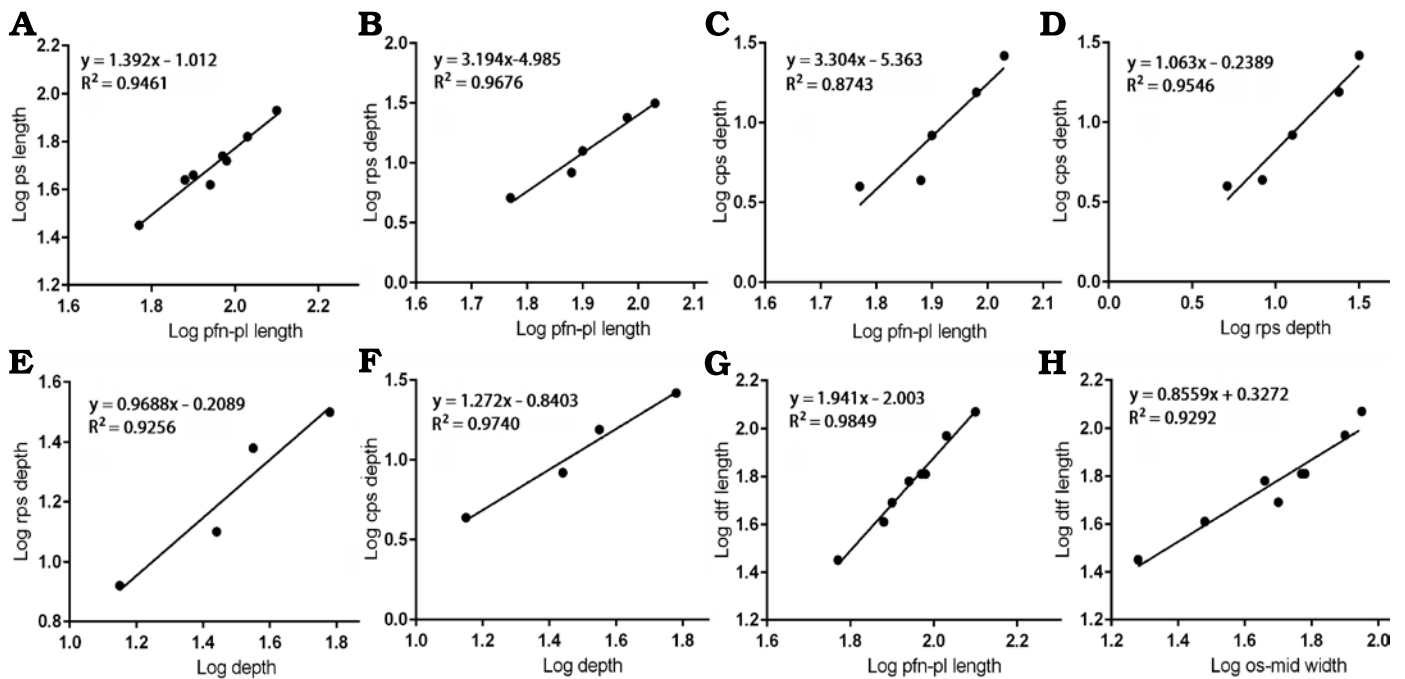 A
y = 1.392x – 1.012
R² = 0.9461
Log ps length
2.2
2.0
1.8
1.6
1.4
1.2
1.6
1.8
2.0
2.2
Log pfn-pl length
B
y = 3.194x-4.985
R² = 0.9676
Log rps depth
2.0
1.5
1.0
0.5
0.0
1.6
1.7
1.8
1.9
2.0
2.1
Log pfn-pl length
C
y = 3.304x – 5.363
R² = 0.8743
Log cps depth
1.5
1.0
0.5
0.0
1.6
1.7
1.8
1.9
2.0
2.1
Log pfn-pl length
D
y = 1.063x – 0.2389
R² = 0.9546
Log cps depth
1.5
1.0
0.5
0.0
0.0
0.5
1.0
1.5
Log rps depth
E
y = 0.9688x – 0.2089
R² = 0.9256
Log rps depth
1.6
1.4
1.2
1.0
0.8
1.0
1.2
1.4
1.6
1.8
Log depth
F
y = 1.272x – 0.8403
R² = 0.9740
Log cps depth
1.5
1.0
0.5
0.0
1.0
1.2
1.4
1.6
1.8
Log depth
G
y = 1.941x – 2.003
R² = 0.9849
Log dtf length
2.2
2.0
1.8
1.6
1.4
1.2
1.6
1.8
2.0
2.2
Log pfn-pl length
H
y = 0.8559x + 0.3272
R² = 0.9292
Log dtf length
2.2
2.0
1.8
1.6
1.4
1.2
1.2
1.4
1.6
1.8
2.0
Log os-mid width